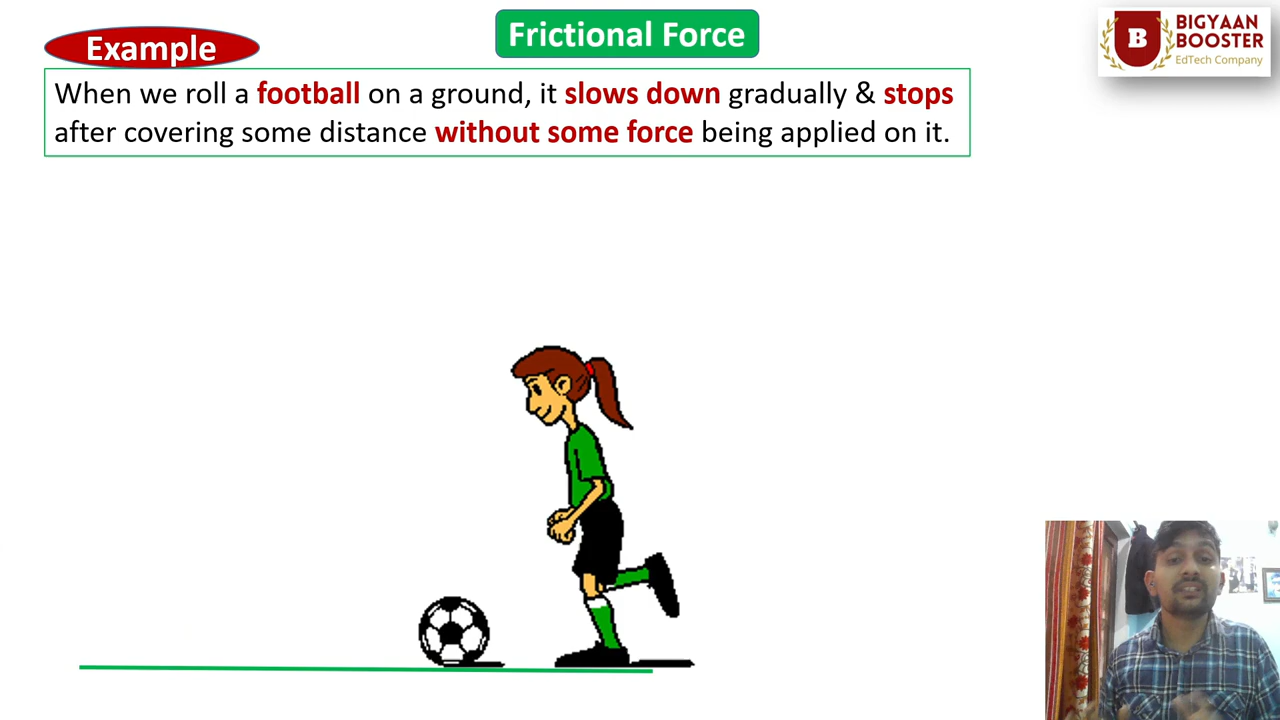 Frictional Force
Example
B
BIGYAAN
BOOSTER
EdTech Company
When we roll a football on a ground, it slows down gradually & stops
after covering some distance without some force being applied on it.